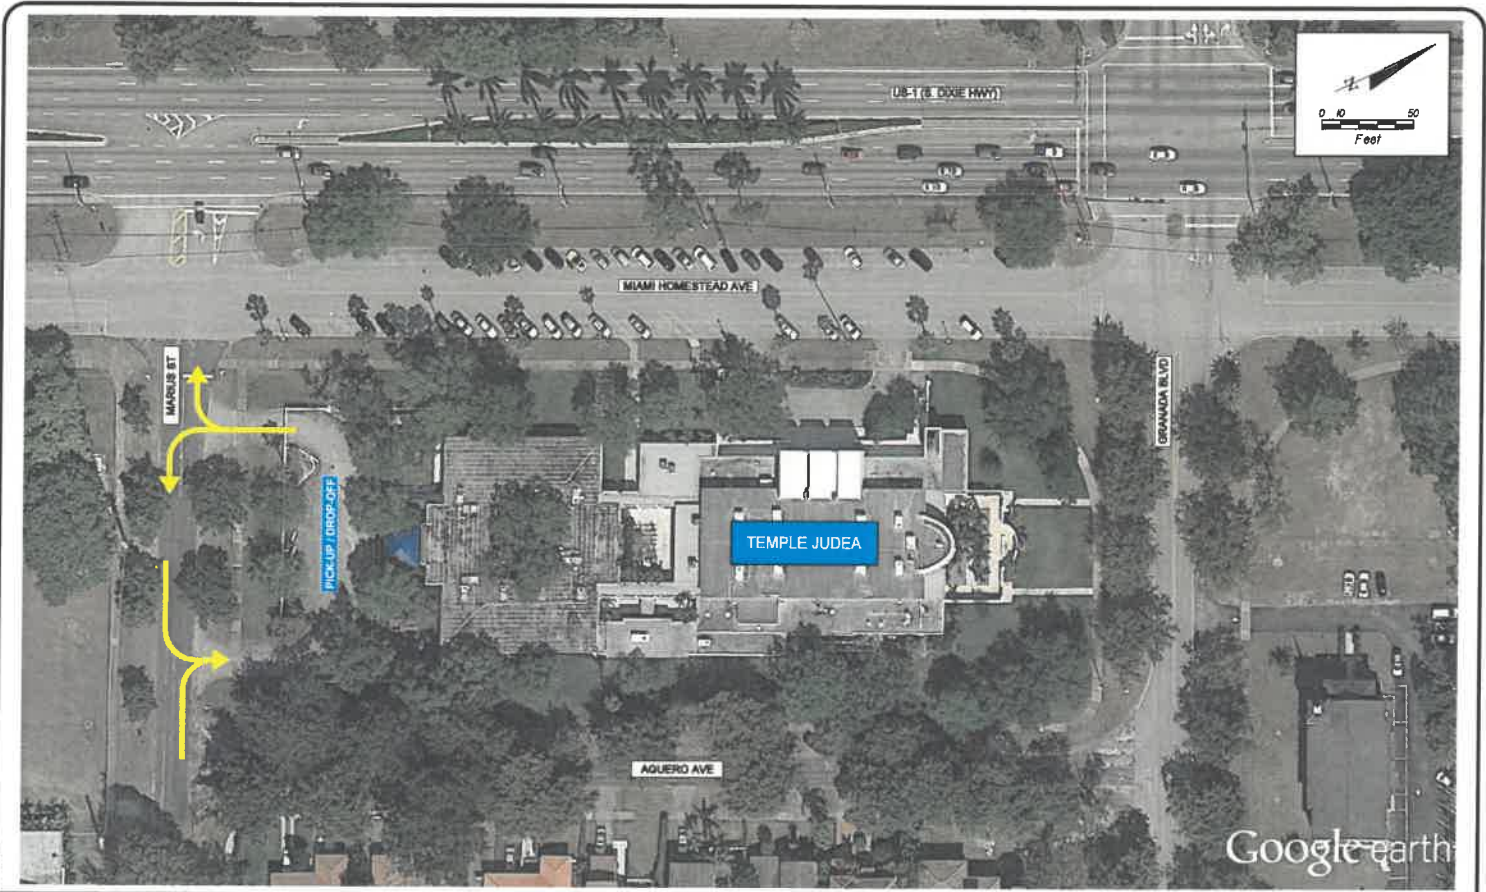 US-1 (S. DIXIE HWY)
N
0 10 50
Feet
MIAMI HOMESTEAD AVE
MARIUS ST
GRANADA BLVD
PICK-UP / DROP-OFF
TEMPLE JUDEA
AQUERO AVE
Google earth